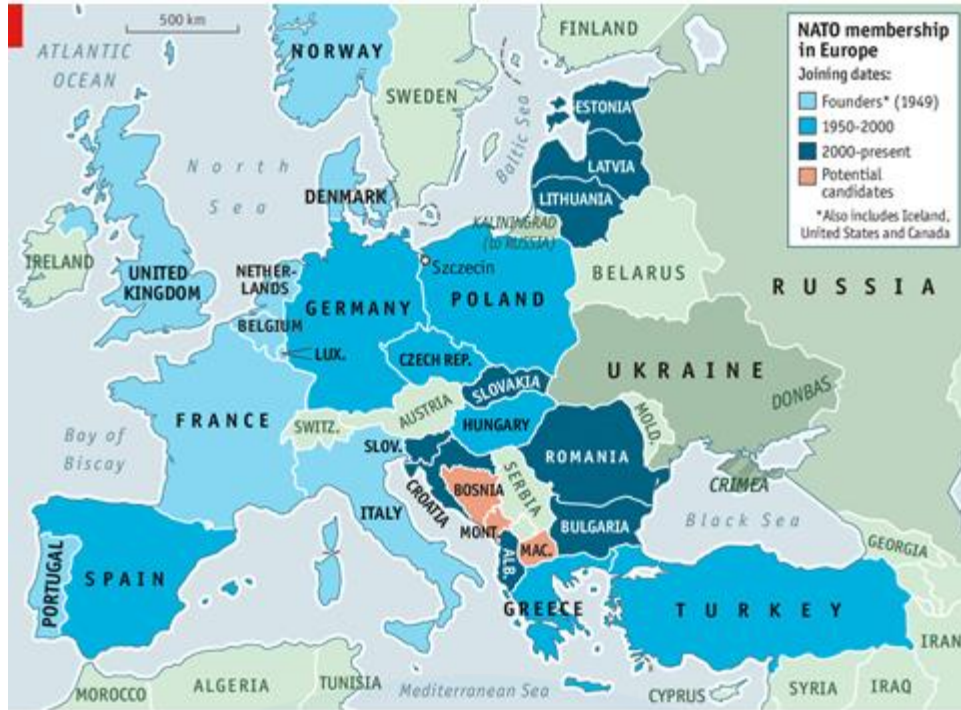 500 km
ATLANTIC
OCEAN
NORWAY
SWEDEN
FINLAND
NATO membership
in Europe
Joining dates:
Founders* (1949)
1950-2000
2000-present
Potential
candidates
*Also includes Iceland,
United States and Canada
North
Sea
Baltic Sea
ESTONIA
LATVIA
LITHUANIA
DENMARK
KALININGRAD
(to RUSSIA)
IRELAND
UNITED
KINGDOM
NETHER-
LANDS
BELGIUM
LUX.
GERMANY
Szczecin
POLAND
BELARUS
RUSSIA
CZECH REP.
SLOVAKIA
UKRAINE
DONBAS
FRANCE
SWITZ.
AUSTRIA
HUNGARY
MOLD.
Bay of
Biscay
SLOV.
CROATIA
BOSNIA
SERBIA
ROMANIA
CRIMEA
ITALY
MONT.
MAC.
ALB.
BULGARIA
Black Sea
GEORGIA
PORTUGAL
SPAIN
GREECE
TURKEY
IRAN
MOROCCO
ALGERIA
TUNISIA
Mediterranean Sea
CYPRUS
SYRIA
IRAQ